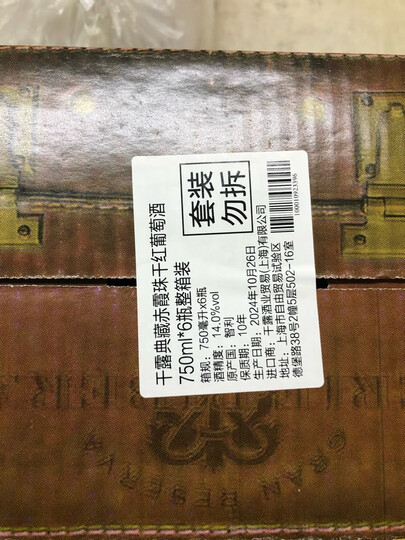 干露典藏赤霞珠干红葡萄酒
750ml*6瓶整箱装
箱规：750毫升x6瓶
酒精度：14.0%vol
原产国：智利
保质期：10年
生产日期：2024年10月26日
进口商：干露酒业贸易(上海)有限公司
地址：上海市自由贸易试验区
德堡路38号2幢5层502-16室
套装
勿拆
100010923396
GRAN RESERVA